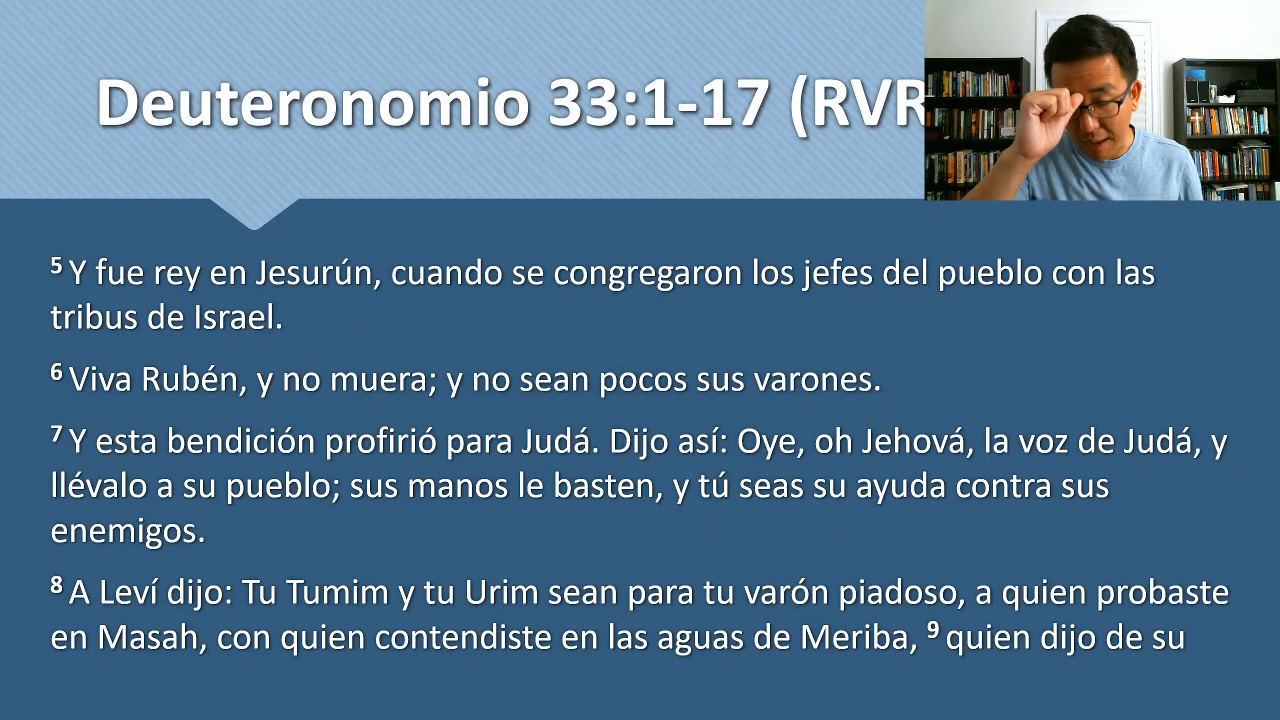 Deuteronomio 33:1-17 (RVR
5 Y fue rey en Jesurún, cuando se congregaron los jefes del pueblo con las
tribus de Israel.
6 Viva Rubén, y no muera; y no sean pocos sus varones.
7 Y esta bendición profirió para Judá. Dijo así: Oye, oh Jehová, la voz de Judá, y
llévalo a su pueblo; sus manos le basten, y tú seas su ayuda contra sus
enemigos.
8 A Leví dijo: Tu Tumim y tu Urim sean para tu varón piadoso, a quien probaste
en Masah, con quien contendiste en las aguas de Meriba, 9 quien dijo de su